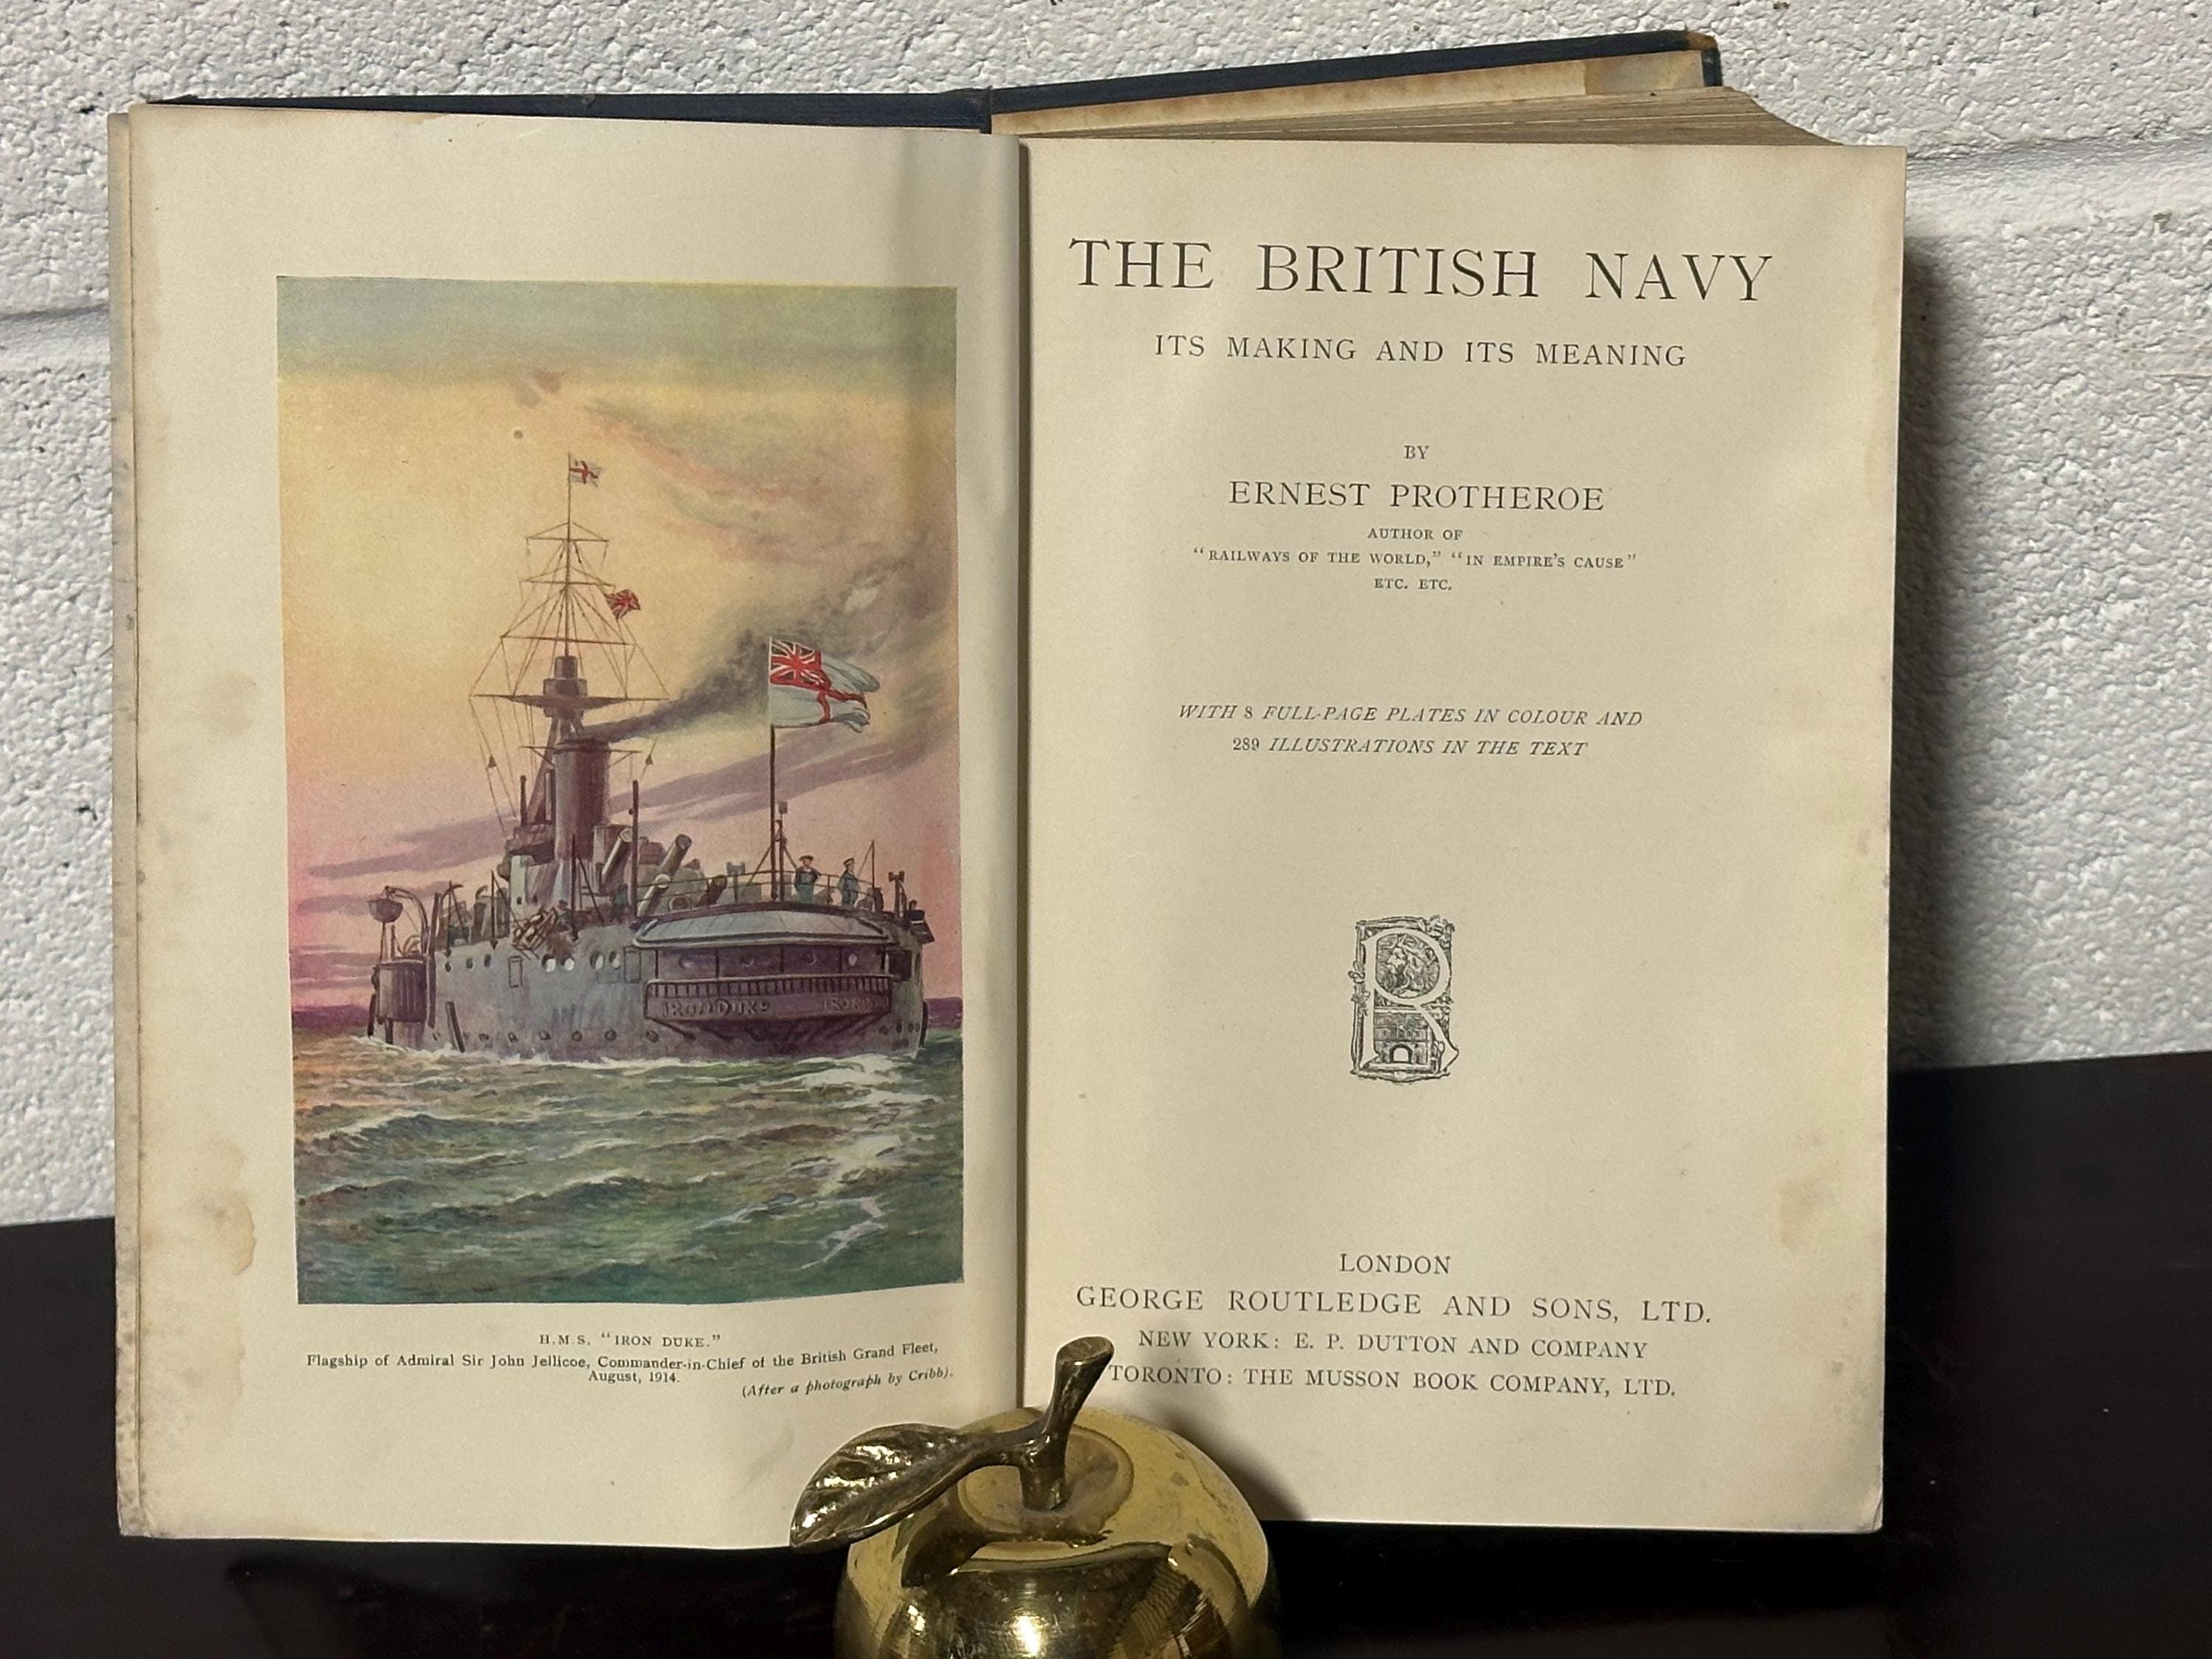 H.M.S. "IRON DUKE."
Flagship of Admiral Sir John Jellicoe, Commander-in-Chief of the British Grand Fleet,
August, 1914.
(After a photograph by Cribb).
IRON DUKE
THE BRITISH NAVY
ITS MAKING AND ITS MEANING
BY
ERNEST PROTHEROE
AUTHOR OF
"RAILWAYS OF THE WORLD," "IN EMPIRE'S CAUSE"
ETC. ETC.
WITH 8 FULL-PAGE PLATES IN COLOUR AND
289 ILLUSTRATIONS IN THE TEXT
R
LONDON
GEORGE ROUTLEDGE AND SONS, LTD.
NEW YORK: E. P. DUTTON AND COMPANY
TORONTO: THE MUSSON BOOK COMPANY, LTD.